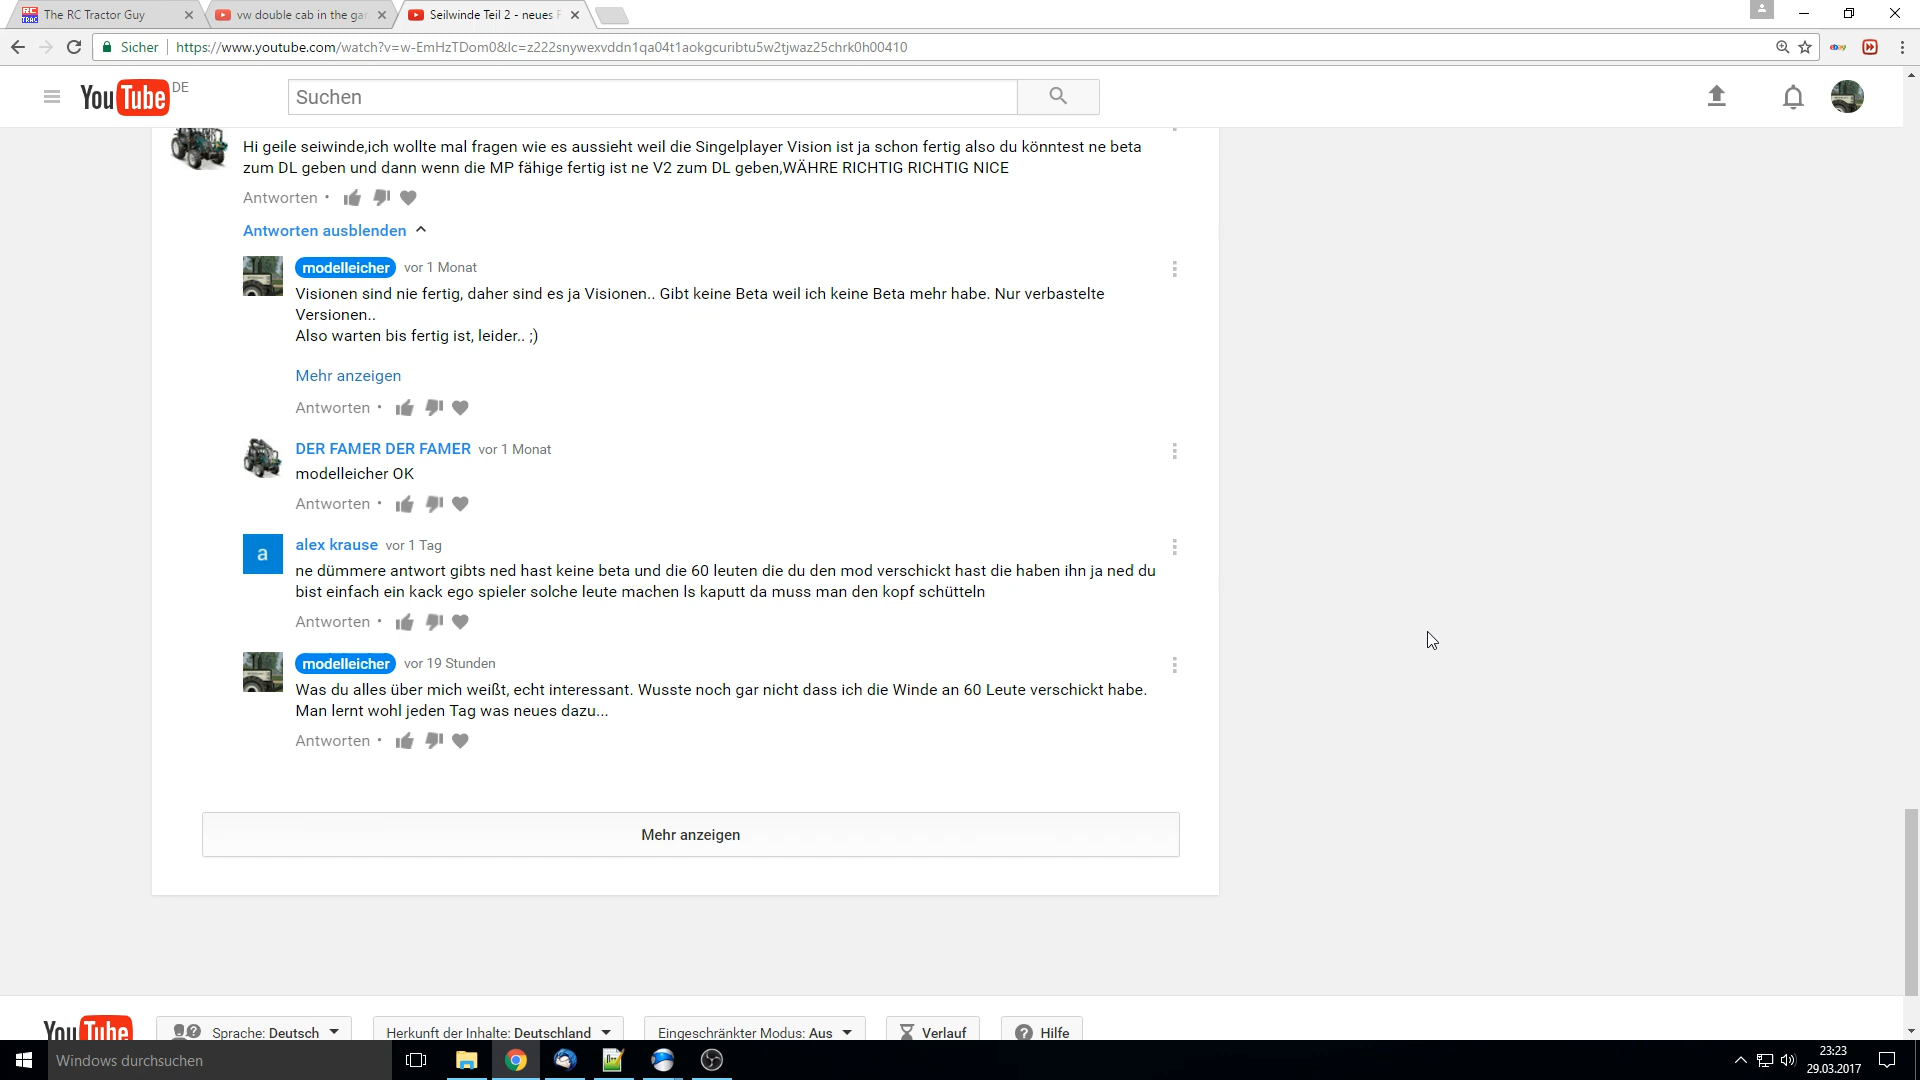 The RC Tractor Guy
vw double cab in the gar
Seilwinde Teil 2 - neues F
Sicher
https://www.youtube.com/watch?v=w-EmHzTDom0&lc=z222snywexvddn1qa04t1aokgcuribtu5w2tjwaz25chrk0h00410
ebay
YouTube DE
Suchen
Hi geile seiwinde,ich wollte mal fragen wie es aussieht weil die Singelplayer Vision ist ja schon fertig also du könntest ne beta
zum DL geben und dann wenn die MP fähige fertig ist ne V2 zum DL geben,WÄHRE RICHTIG RICHTIG NICE
Antworten •
Antworten ausblenden
modelleicher vor 1 Monat
Visionen sind nie fertig, daher sind es ja Visionen.. Gibt keine Beta weil ich keine Beta mehr habe. Nur verbastelte
Versionen..
Also warten bis fertig ist, leider.. ;)
Mehr anzeigen
Antworten •
DER FAMER DER FAMER vor 1 Monat
modelleicher OK
Antworten •
a
alex krause vor 1 Tag
ne dümmere antwort gibts ned hast keine beta und die 60 leuten die du den mod verschickt hast die haben ihn ja ned du
bist einfach ein kack ego spieler solche leute machen ls kaputt da muss man den kopf schütteln
Antworten •
modelleicher vor 19 Stunden
Was du alles über mich weißt, echt interessant. Wusste noch gar nicht dass ich die Winde an 60 Leute verschickt habe.
Man lernt wohl jeden Tag was neues dazu...
Antworten •
Mehr anzeigen
YouTube
Sprache: Deutsch
Herkunft der Inhalte: Deutschland
Eingeschränkter Modus: Aus
Verlauf
Hilfe
Windows durchsuchen
23:23
29.03.2017